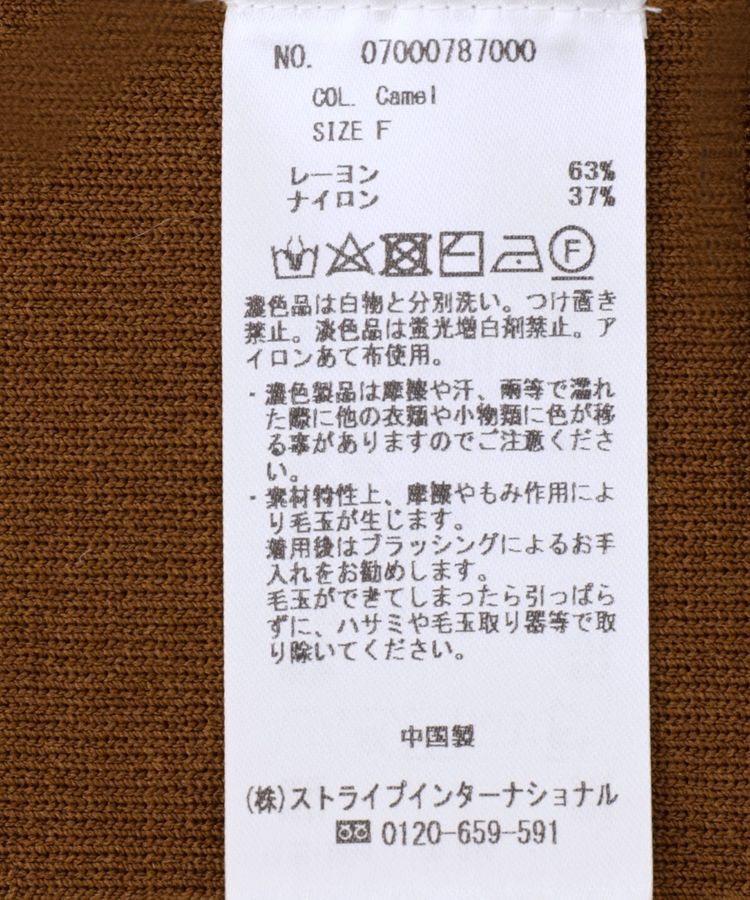 NO. 07000787000
COL. Camel
SIZE F
レーヨン 63%
ナイロン 37%
F
濃色品は白物と分別洗い。つけ置き
禁止。淡色品は蛍光増白剤禁止。ア
イロンあて布使用。
・濃色製品は摩擦や汗、雨等で濡れ
た際に他の衣類や小物類に色が移
る事がありますのでご注意くださ
い。
・素材特性上、摩擦やもみ作用によ
り毛玉が生じます。
着用後はブラッシングによるお手
入れをお勧めします。
毛玉ができてしまったら引っぱら
ずに、ハサミや毛玉取り器等で取
り除いてください。
中国製
(株)ストライプインターナショナル
0120-659-591